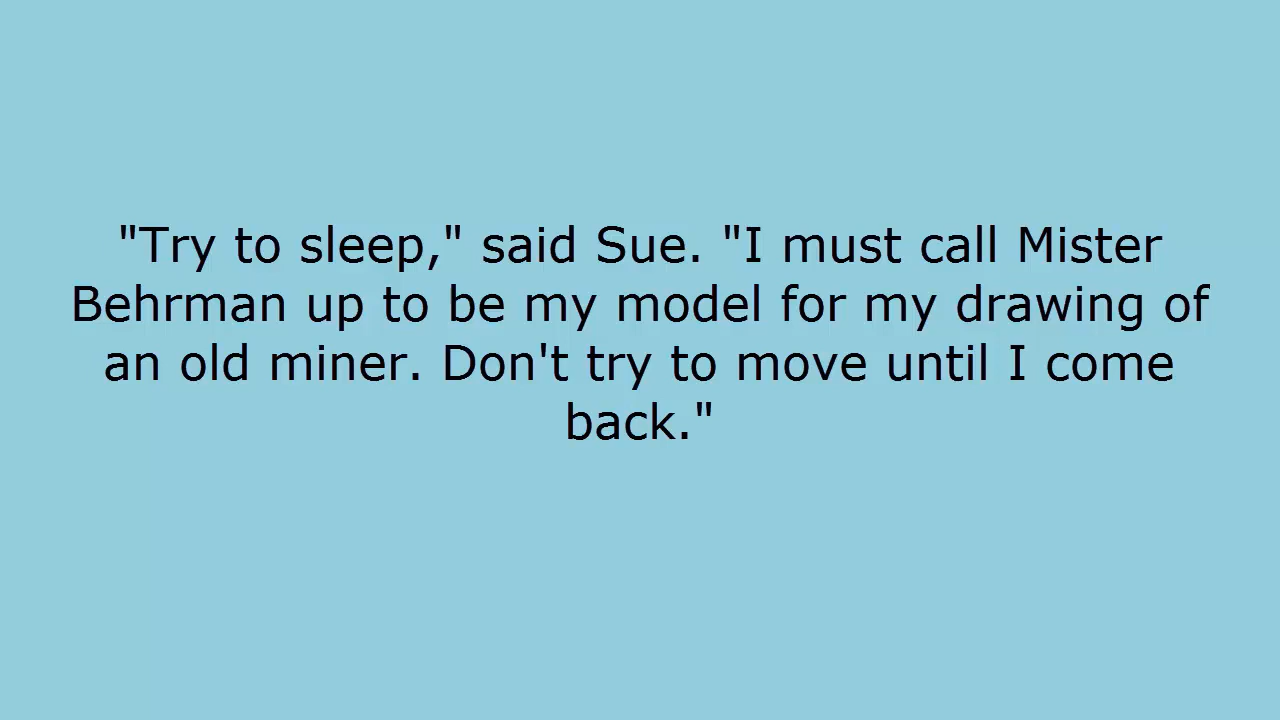 "Try to sleep," said Sue. "I must call Mister
Behrman up to be my model for my drawing of
an old miner. Don't try to move until I come
back."